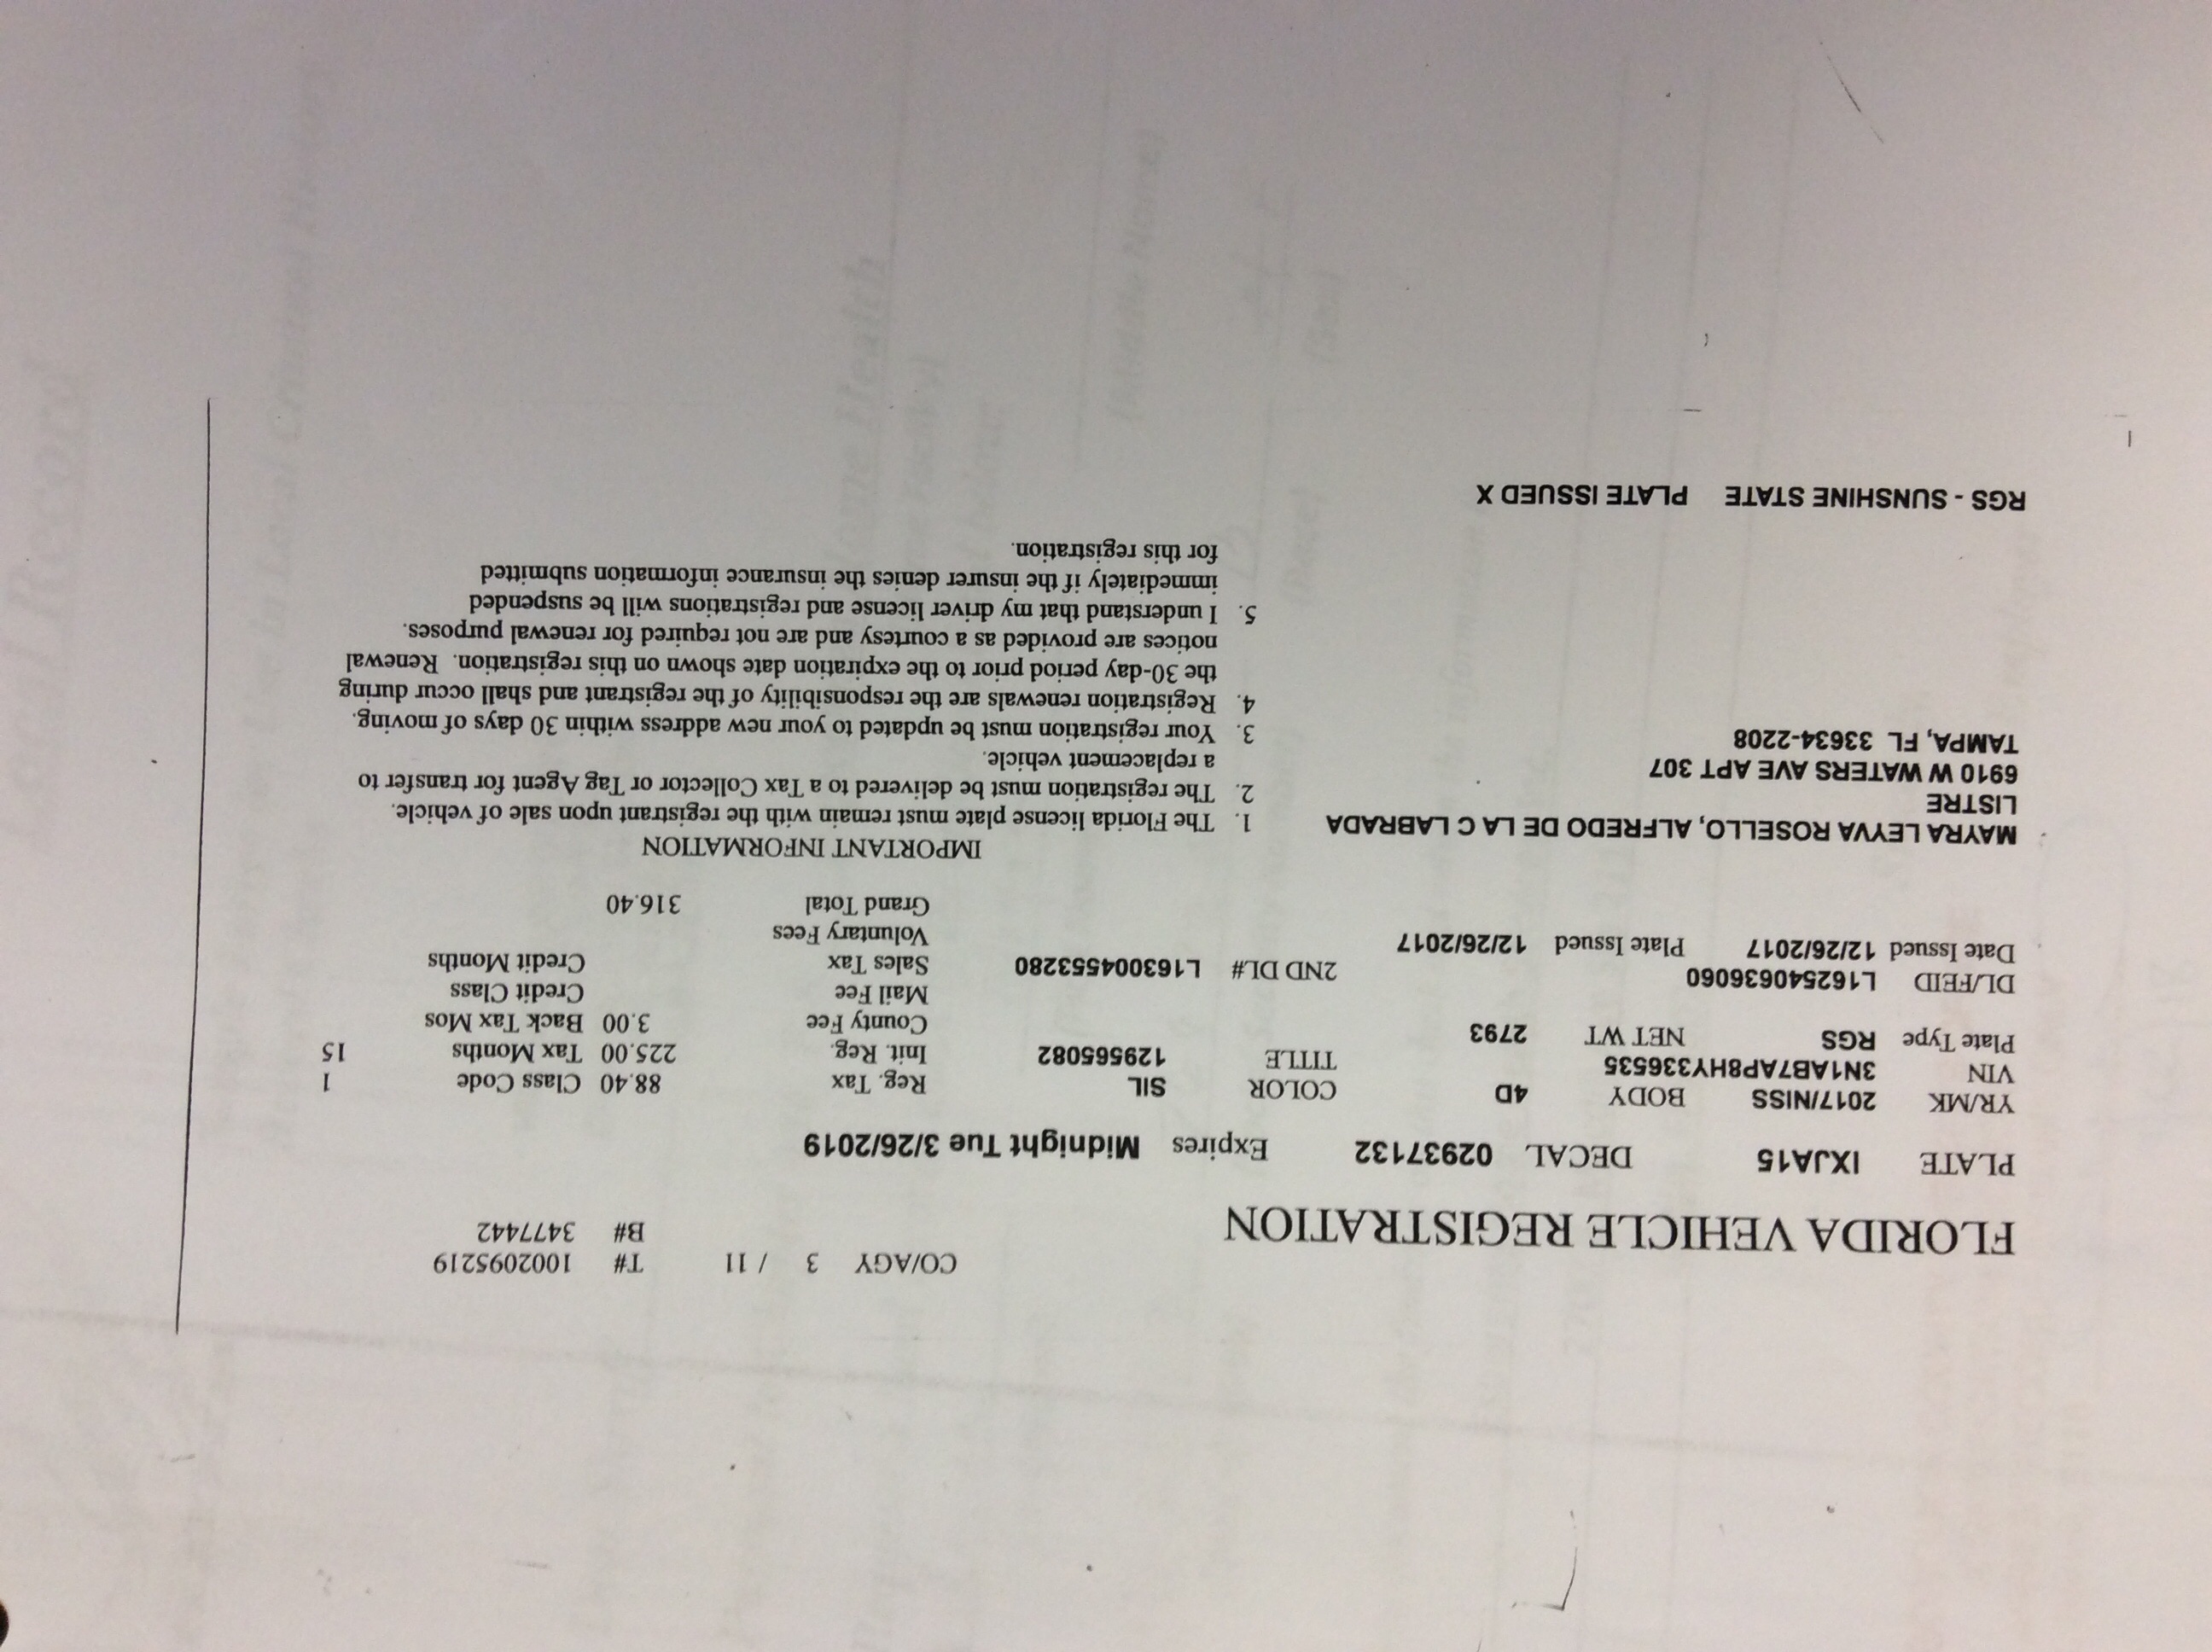 CO/AGY 3 / 11 T# 1002095219
B# 3477442
FLORIDA VEHICLE REGISTRATION
PLATE IXJA15 DECAL 02937132 Expires Midnight Tue 3/26/2019
YR/MK 2017/NISS BODY 4D COLOR SIL Reg. Tax 88.40 Class Code 1
VIN 3N1AB7AP8HY336535 TITLE 129565082 Init. Reg. 225.00 Tax Months 15
Plate Type RGS NET WT 2793 County Fee 3.00 Back Tax Mos
Mail Fee Credit Class
DL/FEID L162540636060 2ND DL# L163004553280 Sales Tax Credit Months
Date Issued 12/26/2017 Plate Issued 12/26/2017 Voluntary Fees
Grand Total 316.40
MAYRA LEYVA ROSELLO, ALFREDO DE LA C LABRADA
LISTRE
6910 W WATERS AVE APT 307
TAMPA, FL 33634-2208
IMPORTANT INFORMATION
1. The Florida license plate must remain with the registrant upon sale of vehicle.
2. The registration must be delivered to a Tax Collector or Tag Agent for transfer to
a replacement vehicle.
3. Your registration must be updated to your new address within 30 days of moving.
4. Registration renewals are the responsibility of the registrant and shall occur during
the 30-day period prior to the expiration date shown on this registration. Renewal
notices are provided as a courtesy and are not required for renewal purposes.
5. I understand that my driver license and registrations will be suspended
immediately if the insurer denies the insurance information submitted
for this registration.
RGS - SUNSHINE STATE PLATE ISSUED X